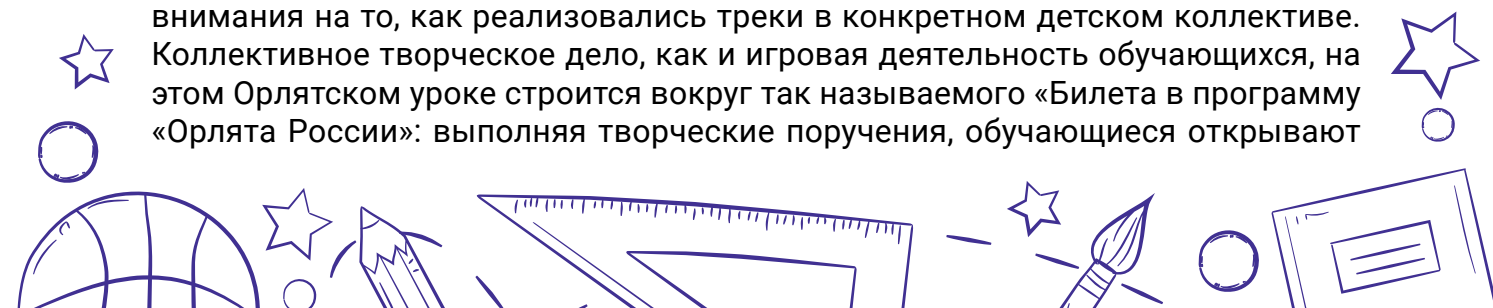 внимания на то, как реализовались треки в конкретном детском коллективе.
Коллективное творческое дело, как и игровая деятельность обучающихся, на
этом Орлятском уроке строится вокруг так называемого «Билета в программу
«Орлята России»: выполняя творческие поручения, обучающиеся открывают